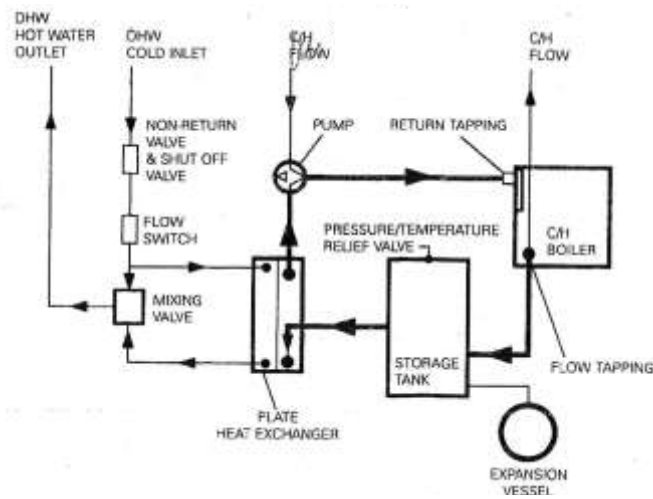 DHW
HOT WATER
OUTLET
DHW
COLD INLET
C/H
FLOW
C/H
FLOW
NON-RETURN
VALVE
& SHUT OFF
VALVE
PUMP
RETURN TAPPING
FLOW
SWITCH
PRESSURE/TEMPERATURE
RELIEF VALVE
C/H
BOILER
MIXING
VALVE
STORAGE
TANK
FLOW TAPPING
PLATE
HEAT EXCHANGER
EXPANSION
VESSEL